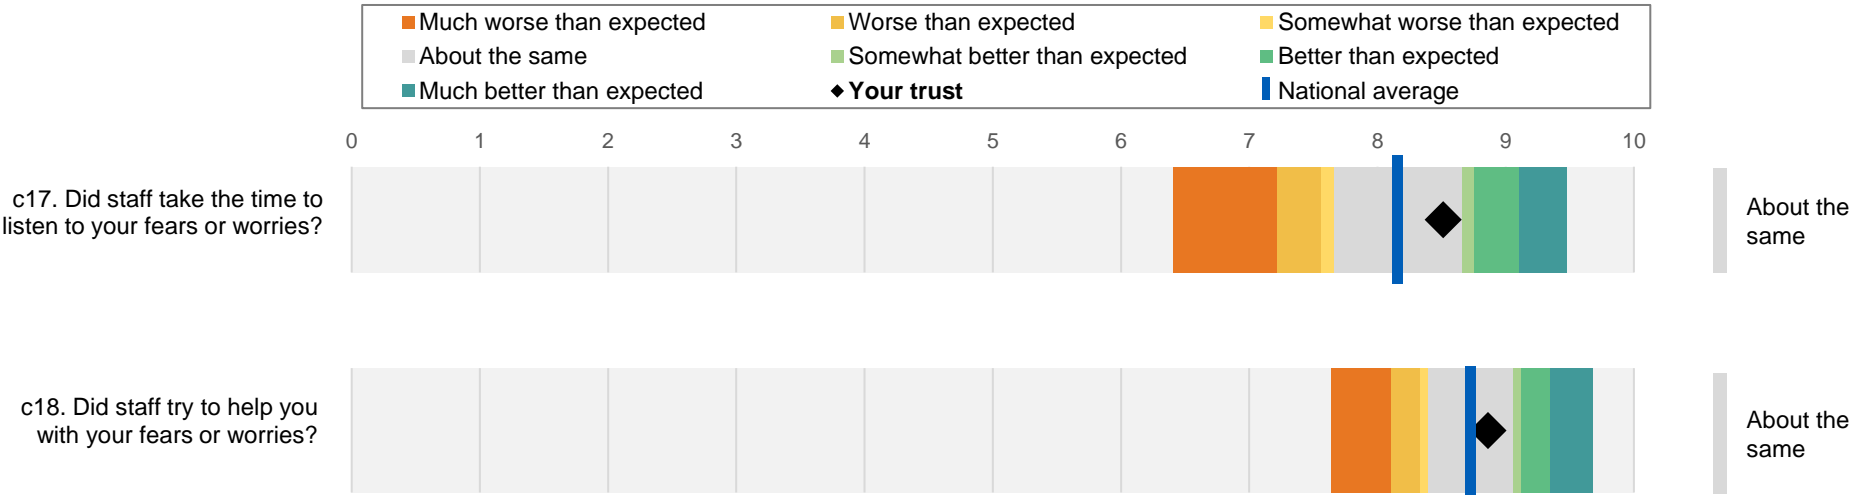 Much worse than expected
Worse than expected
Somewhat worse than expected
About the same
Somewhat better than expected
Better than expected
Much better than expected
Your trust
National average
0 1 2 3 4 5 6 7 8 9 10
c17. Did staff take the time to
listen to your fears or worries?
About the
same
c18. Did staff try to help you
with your fears or worries?
About the
same